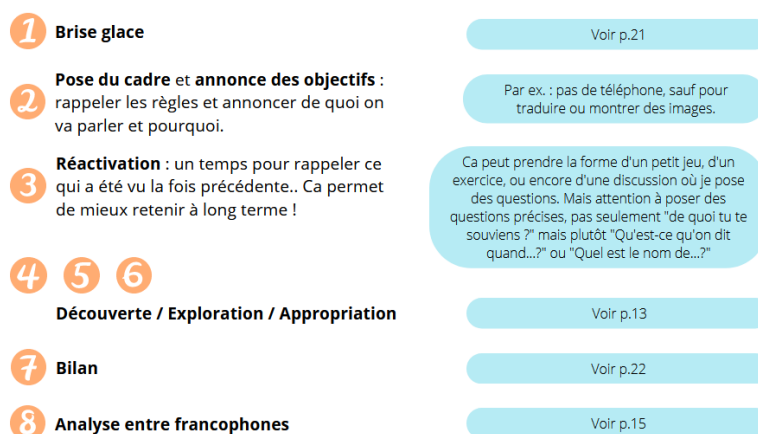 1 Brise glace
Voir p.21
2 Pose du cadre et annonce des objectifs :
rappeler les règles et annoncer de quoi on
va parler et pourquoi.
Par ex. : pas de téléphone, sauf pour
traduire ou montrer des images.
3 Réactivation : un temps pour rappeler ce
qui a été vu la fois précédente.. Ca permet
de mieux retenir à long terme !
Ca peut prendre la forme d'un petit jeu, d'un
exercice, ou encore d'une discussion où je pose
des questions. Mais attention à poser des
questions précises, pas seulement "de quoi tu te
souviens ?" mais plutôt "Qu'est-ce qu'on dit
quand...?" ou "Quel est le nom de...?"
4 5 6
Découverte / Exploration / Appropriation
Voir p.13
7 Bilan
Voir p.22
8 Analyse entre francophones
Voir p.15